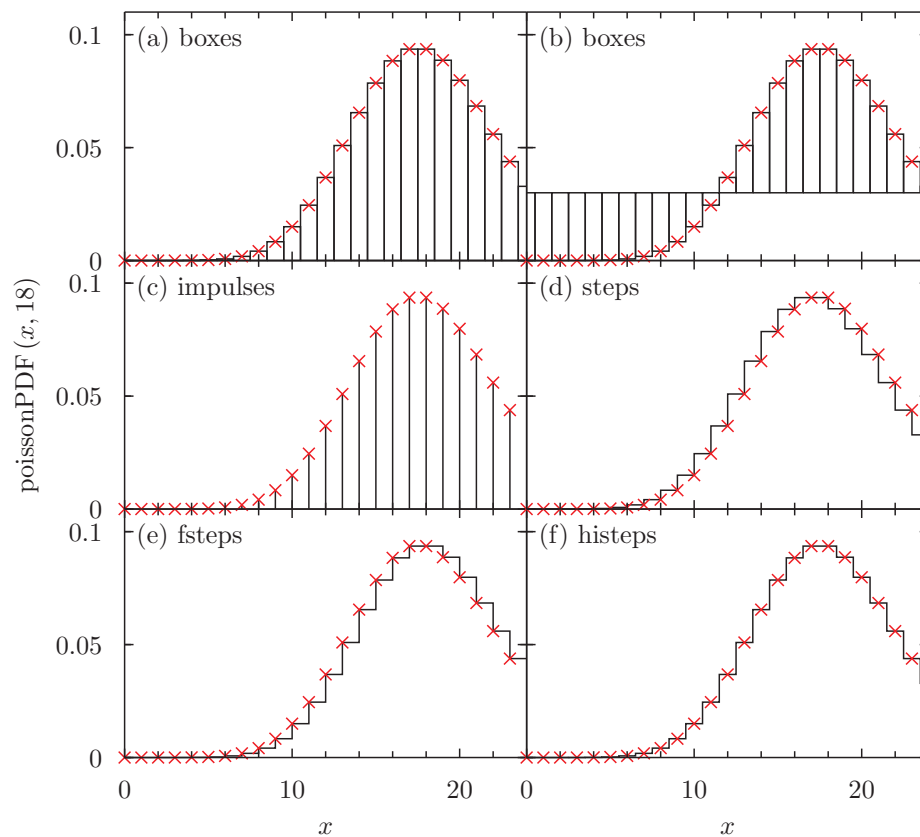 poissonPDF (x, 18)
0.1
(a) boxes
(b) boxes
0.05
0
0.1
(c) impulses
(d) steps
0.05
0
0.1
(e) fsteps
(f) histeps
0.05
0
0 10 20 0 10 20
x x